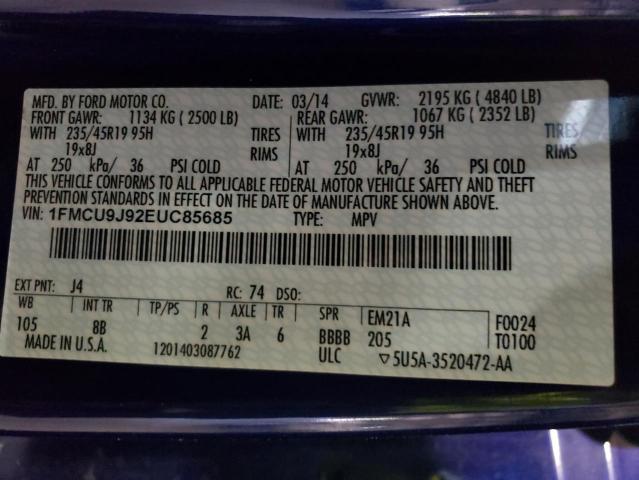 MFD. BY FORD MOTOR CO. DATE: 03/14 GVWR: 2195 KG ( 4840 LB)
FRONT GAWR: 1134 KG ( 2500 LB) REAR GAWR: 1067 KG ( 2352 LB)
WITH 235/45R19 95H TIRES WITH 235/45R19 95H TIRES
19x8J RIMS 19x8J RIMS
AT 250 kPa/ 36 PSI COLD AT 250 kPa/ 36 PSI COLD
THIS VEHICLE CONFORMS TO ALL APPLICABLE FEDERAL MOTOR VEHICLE SAFETY AND THEFT
PREVENTION STANDARDS IN EFFECT ON THE DATE OF MANUFACTURE SHOWN ABOVE.
VIN: 1FMCU9J92EUC85685 TYPE: MPV
EXT PNT: J4 RC: 74 DSO:
WB INT TR TP/PS R AXLE TR SPR EM21A F0024
105 8B 2 3A 6 BBBB 205 T0100
MADE IN U.S.A. 1201403087762 ULC ▽5U5A-3520472-AA